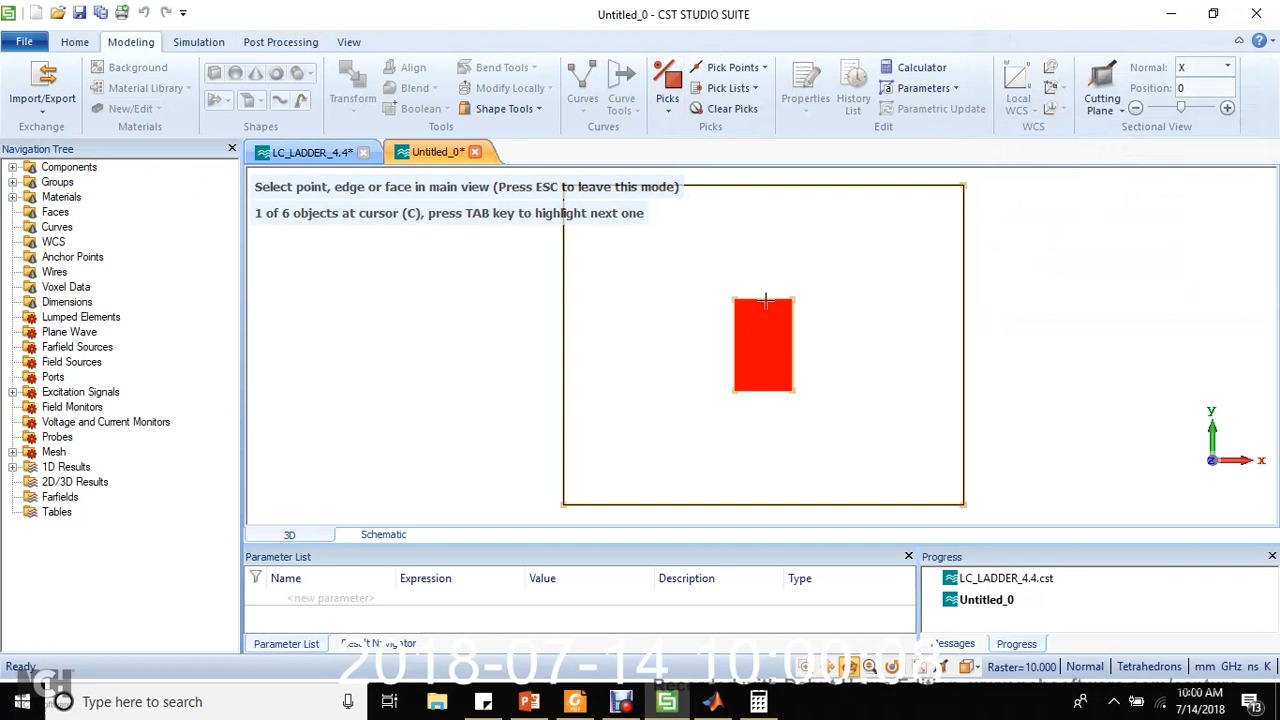 Untitled_0 - CST STUDIO SUITE
File Home Modeling Simulation Post Processing View
Import/Export
Exchange
Background
Material Library
New/Edit
Materials
Shapes
Transform
Align
Blend
Boolean
Bend Tools
Modify Locally
Shape Tools
Tools
Curves
Curve Tools
Curves
Picks
Pick Points
Pick Lists
Clear Picks
Picks
Properties
History List
Calculator
Parameters
Parametric Update
Edit
Local WCS
WCS
Cutting Plane
Normal: X
Position: 0
Sectional View
Navigation Tree
LC_LADDER_4.4*
Untitled_0*
Components
Groups
Materials
Faces
Curves
WCS
Anchor Points
Wires
Voxel Data
Dimensions
Lumped Elements
Plane Wave
Farfield Sources
Field Sources
Ports
Excitation Signals
Field Monitors
Voltage and Current Monitors
Probes
Mesh
1D Results
2D/3D Results
Farfields
Tables
Select point, edge or face in main view (Press ESC to leave this mode)
1 of 6 objects at cursor (C), press TAB key to highlight next one
y
x
z
3D Schematic
Parameter List
Name Expression Value Description Type
<new parameter>
Parameter List Result Navigator
Progress
LC_LADDER_4.4.cst
Untitled_0
Messages Progress
Ready
Raster=10.000 Normal Tetrahedrons mm GHz ns K
Type here to search
10:00 AM
7/14/2018
13